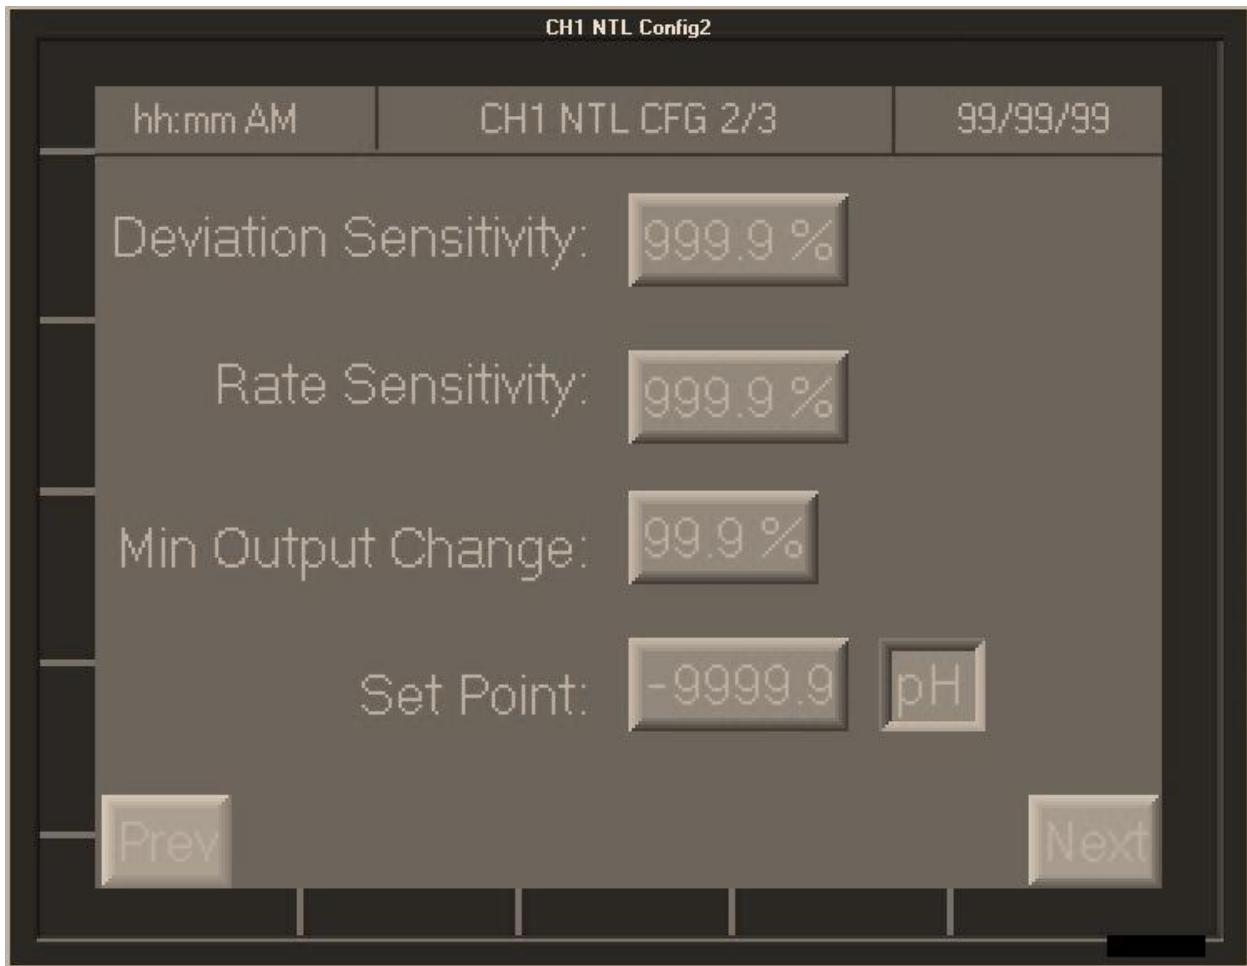 CH1 NTL Config2
hh:mm AM CH1 NTL CFG 2/3 99/99/99
Deviation Sensitivity: 999.9 %
Rate Sensitivity: 999.9 %
Min Output Change: 99.9 %
Set Point: -9999.9 pH
Prev Next